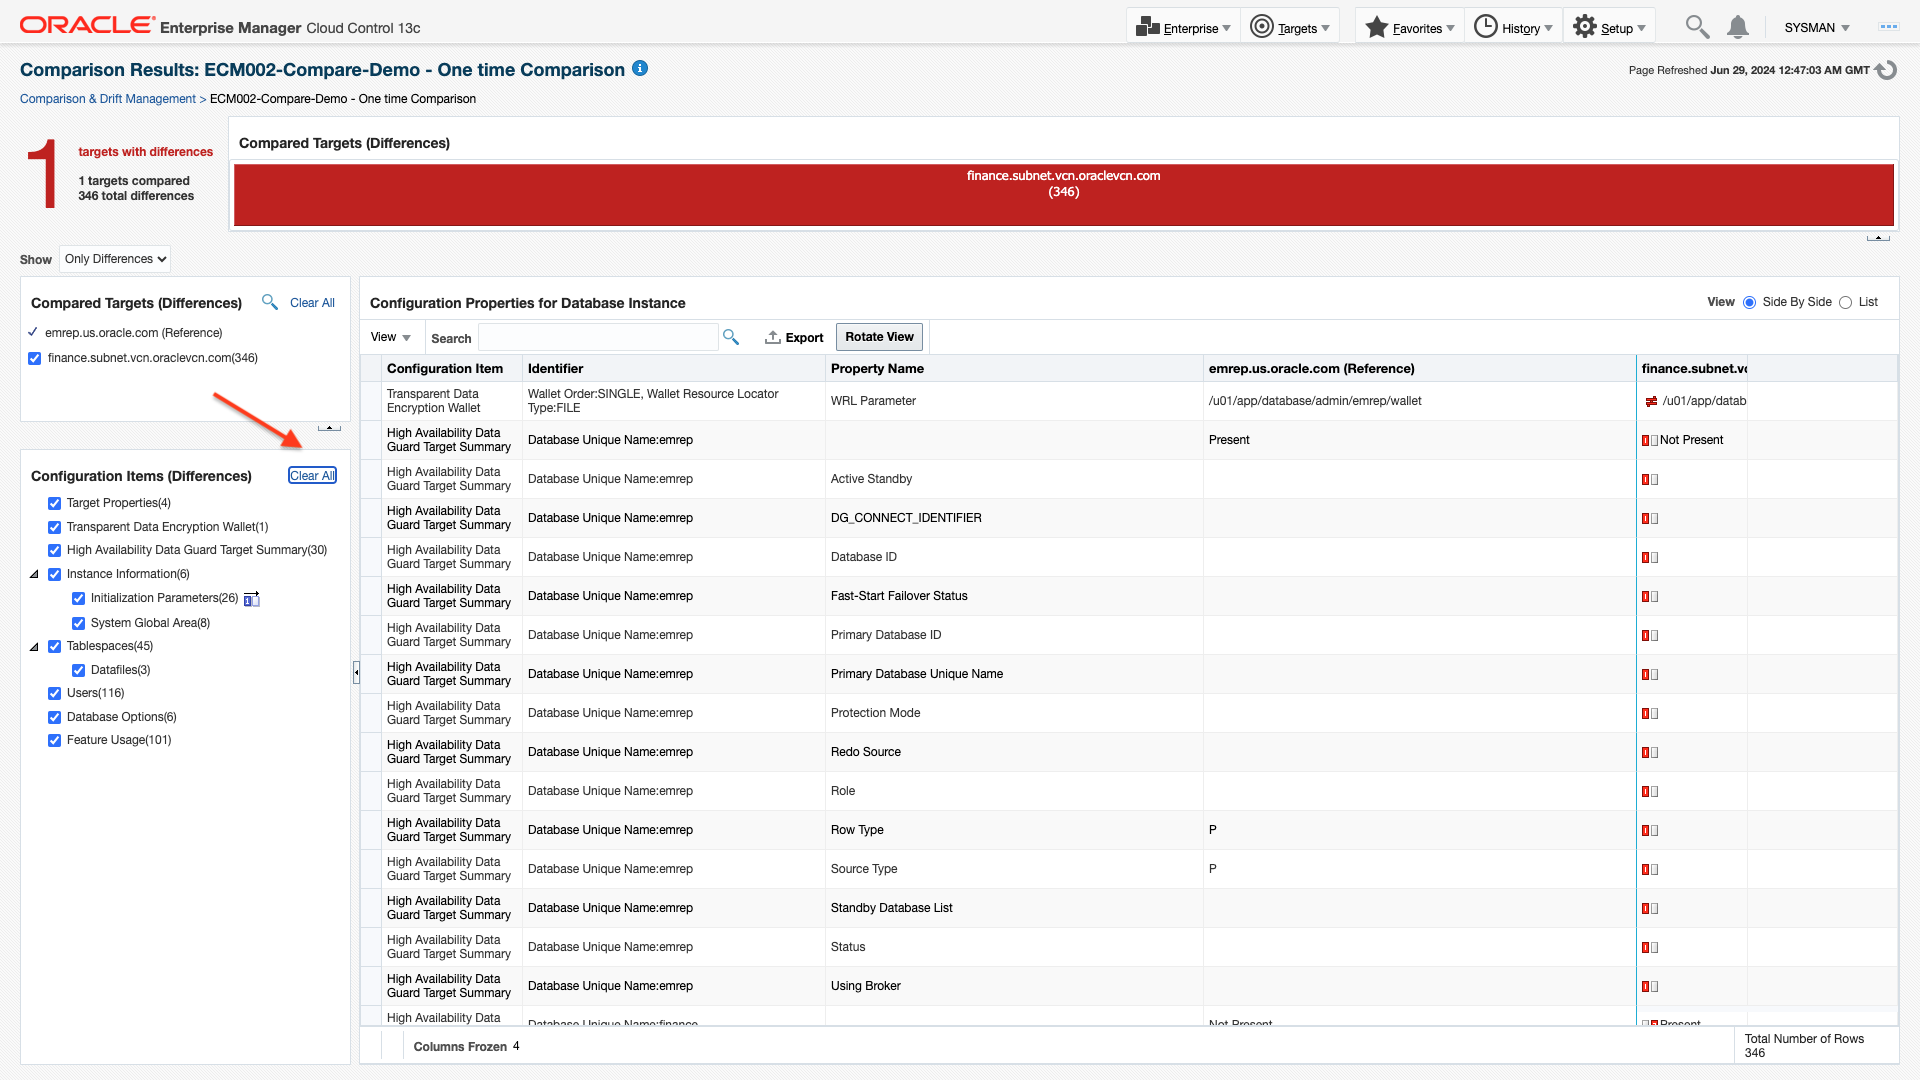 ORACLE Enterprise Manager Cloud Control 13c
Enterprise
Targets
Favorites
History
Setup
SYSMAN
Comparison Results: ECM002-Compare-Demo - One time Comparison
Page Refreshed Jun 29, 2024 12:47:03 AM GMT
Comparison & Drift Management > ECM002-Compare-Demo - One time Comparison
1
targets with differences
1 targets compared
346 total differences
Compared Targets (Differences)
finance.subnet.vcn.oraclevcn.com
(346)
Show Only Differences
Compared Targets (Differences) Clear All
emrep.us.oracle.com (Reference)
finance.subnet.vcn.oraclevcn.com(346)
Configuration Items (Differences) Clear All
Target Properties(4)
Transparent Data Encryption Wallet(1)
High Availability Data Guard Target Summary(30)
Instance Information(6)
Initialization Parameters(26)
System Global Area(8)
Tablespaces(45)
Datafiles(3)
Users(116)
Database Options(6)
Feature Usage(101)
Configuration Properties for Database Instance
View Side By Side List
View Search Export Rotate View
Configuration Item Identifier Property Name emrep.us.oracle.com (Reference) finance.subnet.vc
Transparent Data
Encryption Wallet
Wallet Order:SINGLE, Wallet Resource Locator
Type:FILE
WRL Parameter
/u01/app/database/admin/emrep/wallet
/u01/app/datab
High Availability Data
Guard Target Summary
Database Unique Name:emrep
Present
Not Present
High Availability Data
Guard Target Summary
Database Unique Name:emrep
Active Standby
High Availability Data
Guard Target Summary
Database Unique Name:emrep
DG_CONNECT_IDENTIFIER
High Availability Data
Guard Target Summary
Database Unique Name:emrep
Database ID
High Availability Data
Guard Target Summary
Database Unique Name:emrep
Fast-Start Failover Status
High Availability Data
Guard Target Summary
Database Unique Name:emrep
Primary Database ID
High Availability Data
Guard Target Summary
Database Unique Name:emrep
Primary Database Unique Name
High Availability Data
Guard Target Summary
Database Unique Name:emrep
Protection Mode
High Availability Data
Guard Target Summary
Database Unique Name:emrep
Redo Source
High Availability Data
Guard Target Summary
Database Unique Name:emrep
Role
High Availability Data
Guard Target Summary
Database Unique Name:emrep
Row Type
P
High Availability Data
Guard Target Summary
Database Unique Name:emrep
Source Type
P
High Availability Data
Guard Target Summary
Database Unique Name:emrep
Standby Database List
High Availability Data
Guard Target Summary
Database Unique Name:emrep
Status
High Availability Data
Guard Target Summary
Database Unique Name:emrep
Using Broker
High Availability Data
Database Unique Name:finance
Not Present
Present
Columns Frozen 4
Total Number of Rows
346